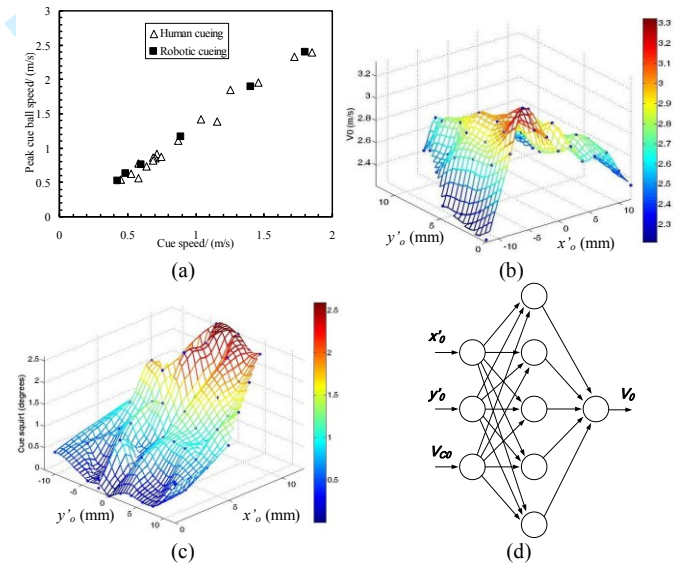 3
2.5
2
1.5
1
0.5
0
Peak cue ball speed/ (m/s)
Human cueing
Robotic cueing
0 0.5 1 1.5 2
Cue speed/ (m/s)
(a)
3.2
3
2.8
2.6
2.4
V0 (m/s)
10
5
0
y'o (mm)
-10 -5 0 5 10
x'o (mm)
3.3
3.2
3.1
3
2.9
2.8
2.7
2.6
2.5
2.4
2.3
(b)
2.5
2
1.5
1
0.5
0
Cue squirt (degrees)
-10 -5 0 5 10
y'o (mm)
0 5 10
x'o (mm)
2.5
2
1.5
1
0.5
(c)
x'0
y'0
VC0
V0
(d)